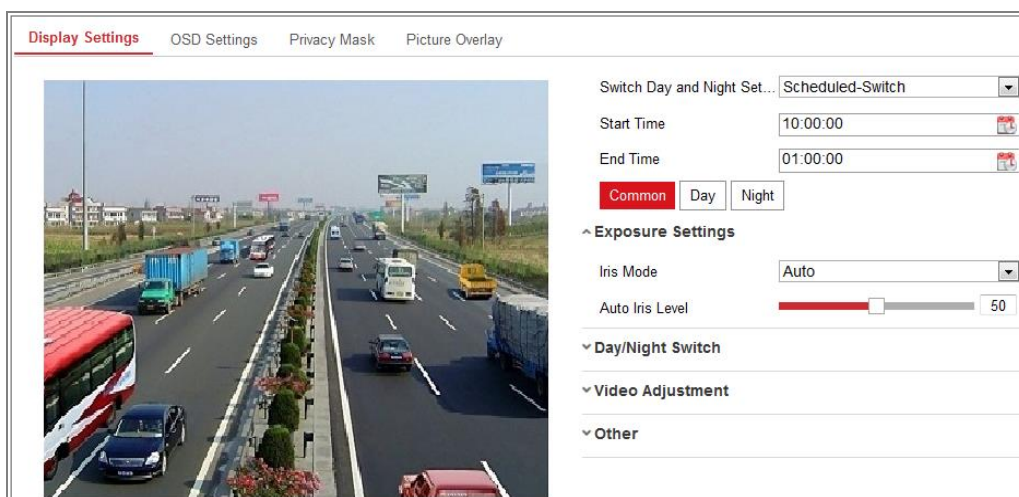 Display Settings OSD Settings Privacy Mask Picture Overlay
Switch Day and Night Set... Scheduled-Switch
Start Time 10:00:00
End Time 01:00:00
Common Day Night
Exposure Settings
Iris Mode Auto
Auto Iris Level 50
Day/Night Switch
Video Adjustment
Other